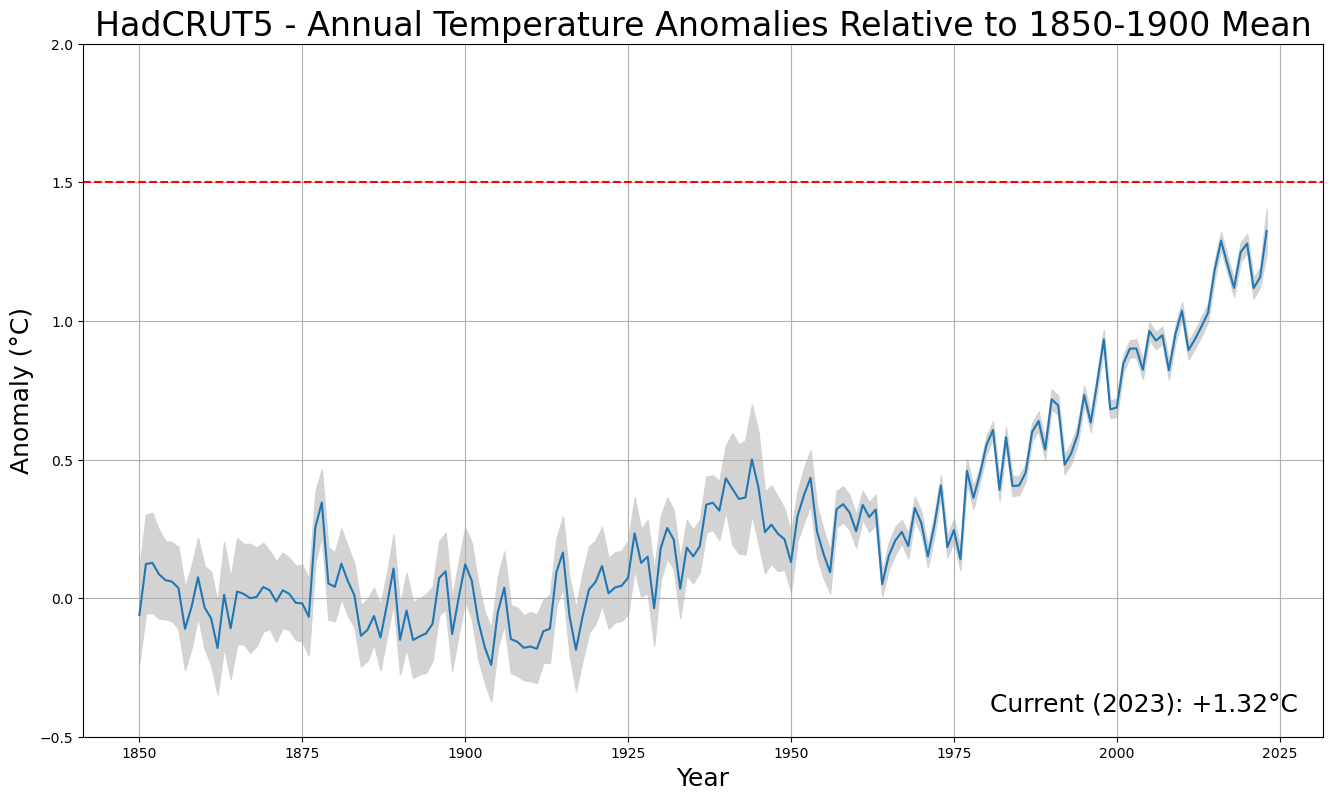 HadCRUT5 - Annual Temperature Anomalies Relative to 1850-1900 Mean
2.0
1.5
1.0
0.5
0.0
−0.5
Anomaly (°C)
Current (2023): +1.32°C
1850 1875 1900 1925 1950 1975 2000 2025
Year